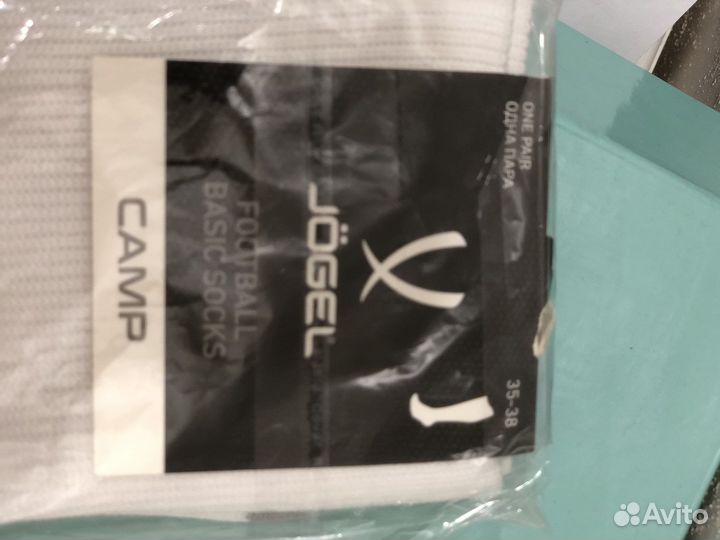 ONE PAIR
ОДНА ПАРА
35-38
JÖGEL
FOOTBALL
BASIC SOCKS
CAMP
Avito